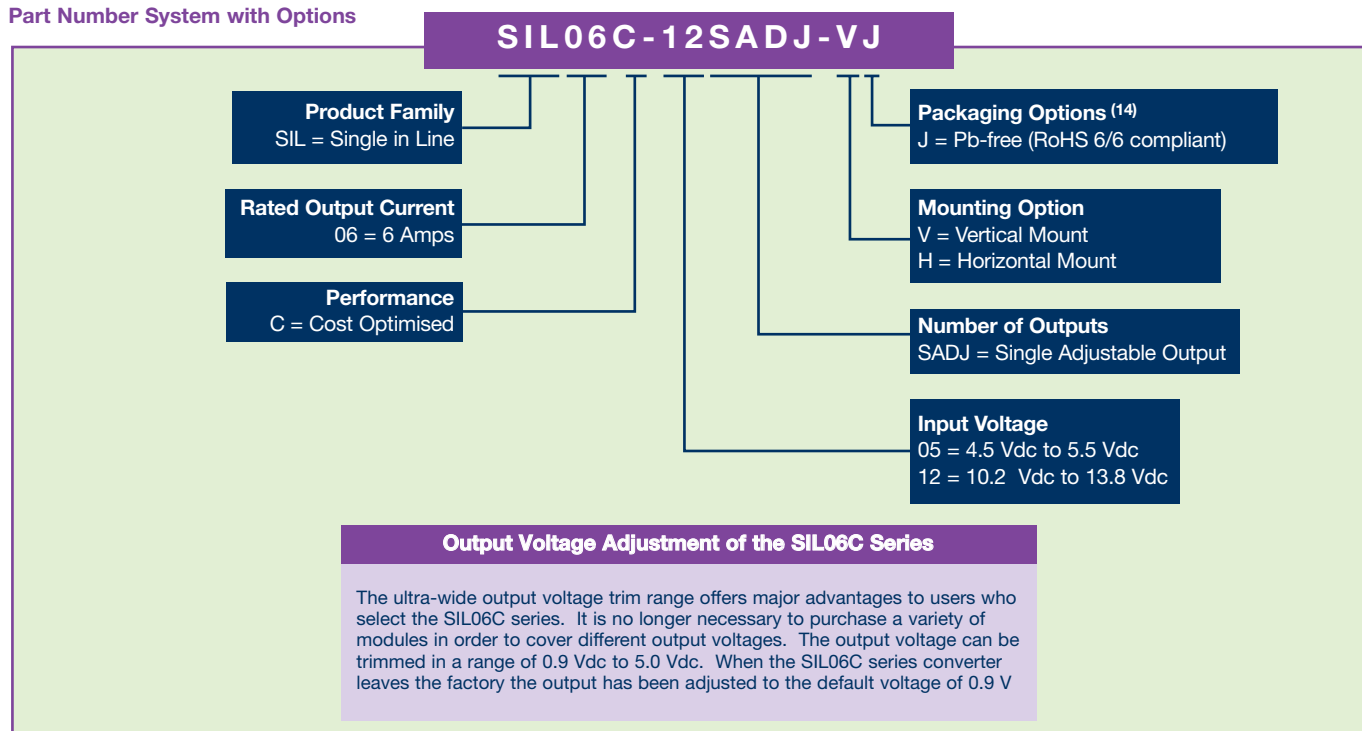 Part Number System with Options
SIL06C-12SADJ-VJ
Product Family
SIL = Single in Line
Rated Output Current
06 = 6 Amps
Performance
C = Cost Optimised
Packaging Options (14)
J = Pb-free (RoHS 6/6 compliant)
Mounting Option
V = Vertical Mount
H = Horizontal Mount
Number of Outputs
SADJ = Single Adjustable Output
Input Voltage
05 = 4.5 Vdc to 5.5 Vdc
12 = 10.2 Vdc to 13.8 Vdc
Output Voltage Adjustment of the SIL06C Series
The ultra-wide output voltage trim range offers major advantages to users who
select the SIL06C series. It is no longer necessary to purchase a variety of
modules in order to cover different output voltages. The output voltage can be
trimmed in a range of 0.9 Vdc to 5.0 Vdc. When the SIL06C series converter
leaves the factory the output has been adjusted to the default voltage of 0.9 V